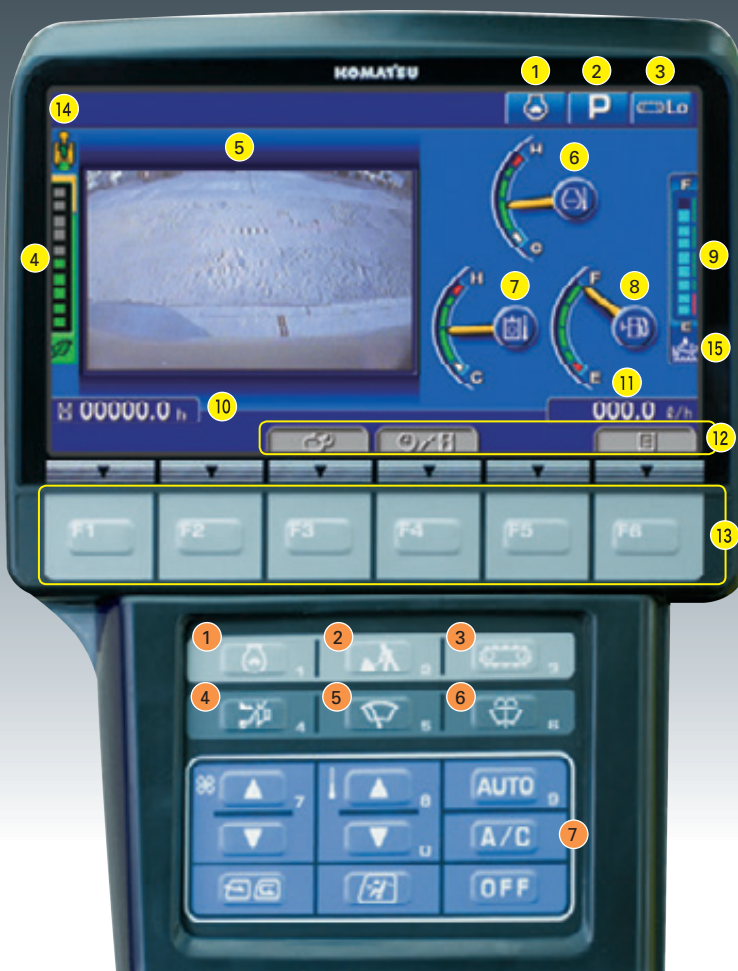 KOMATSU
1 2 3
P Lo
14
5
H
6
F
C
4
9
H
7
F
8
C
E
E
15
11
00000.0 h
10
000.0 ℓ/h
12
E
F1 F2 F3 F4 F5 F6
13
1 2 3
1 2 3
4 5 6
4 5 6
7 8 AUTO 9
0 A/C 7
OFF